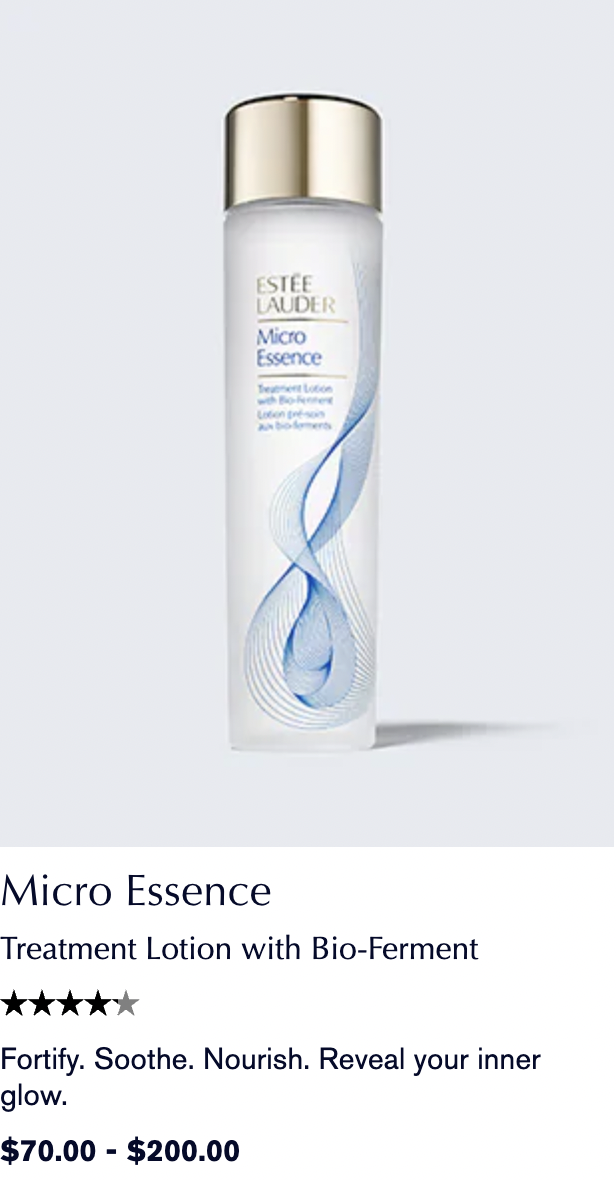 ESTĒE
LAUDER
Micro
Essence
Treatment Lotion
with Bio-Ferment
Lotion pré-soin
aux bio-ferments
Micro Essence
Treatment Lotion with Bio-Ferment
Fortify. Soothe. Nourish. Reveal your inner
glow.
$70.00 - $200.00